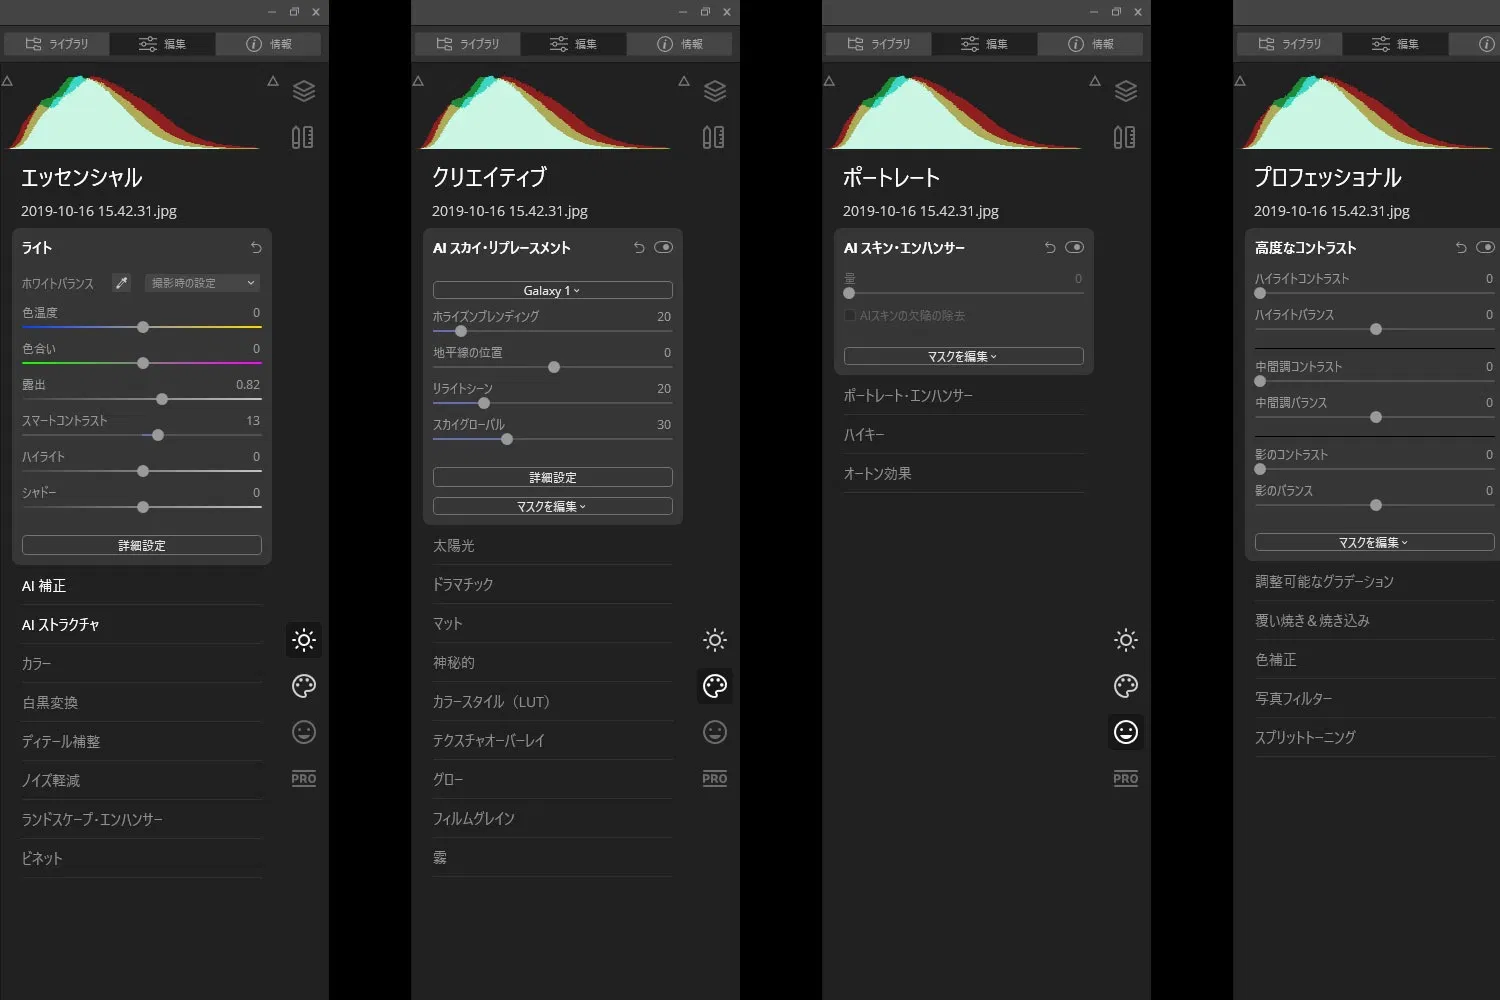 ライブラリ
編集
情報
エッセンシャル
2019-10-16 15.42.31.jpg
ライト
ホワイトバランス
撮影時の設定
色温度 0
色合い 0
露出 0.82
スマートコントラスト 13
ハイライト 0
シャドー 0
詳細設定
AI 補正
AI ストラクチャ
カラー
白黒変換
ディテール補整
ノイズ軽減
ランドスケープ・エンハンサー
ビネット
PRO
ライブラリ
編集
情報
クリエイティブ
2019-10-16 15.42.31.jpg
AI スカイ・リプレースメント
Galaxy 1
ホライズンブレンディング 20
地平線の位置 0
リライトシーン 20
スカイグローバル 30
詳細設定
マスクを編集
太陽光
ドラマチック
マット
神秘的
カラースタイル（LUT）
テクスチャオーバーレイ
グロー
フィルムグレイン
霧
PRO
ライブラリ
編集
情報
ポートレート
2019-10-16 15.42.31.jpg
AI スキン・エンハンサー
量 0
AIスキンの欠陥の除去
マスクを編集
ポートレート・エンハンサー
ハイキー
オートン効果
PRO
ライブラリ
編集
プロフェッショナル
2019-10-16 15.42.31.jpg
高度なコントラスト
ハイライトコントラスト 0
ハイライトバランス 0
中間調コントラスト 0
中間調バランス 0
影のコントラスト 0
影のバランス 0
マスクを編集
調整可能なグラデーション
覆い焼き＆焼き込み
色補正
写真フィルター
スプリットトーニング